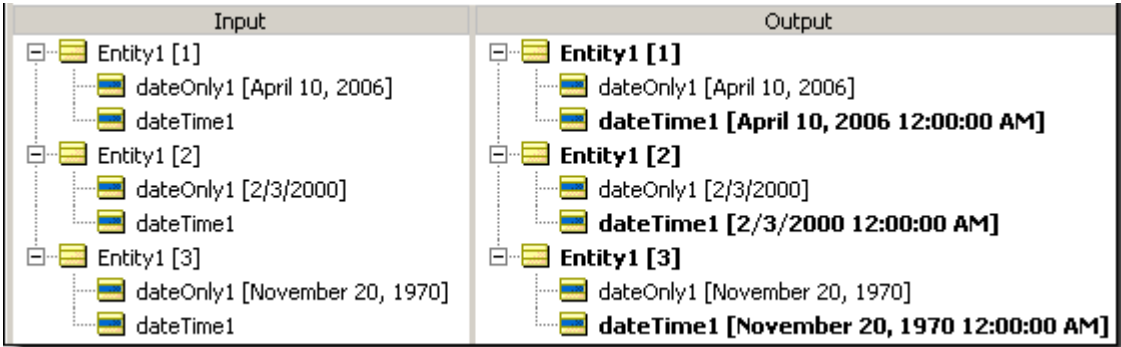 Input
Entity1 [1]
dateOnly1 [April 10, 2006]
dateTime1
Entity1 [2]
dateOnly1 [2/3/2000]
dateTime1
Entity1 [3]
dateOnly1 [November 20, 1970]
dateTime1
Output
Entity1 [1]
dateOnly1 [April 10, 2006]
dateTime1 [April 10, 2006 12:00:00 AM]
Entity1 [2]
dateOnly1 [2/3/2000]
dateTime1 [2/3/2000 12:00:00 AM]
Entity1 [3]
dateOnly1 [November 20, 1970]
dateTime1 [November 20, 1970 12:00:00 AM]